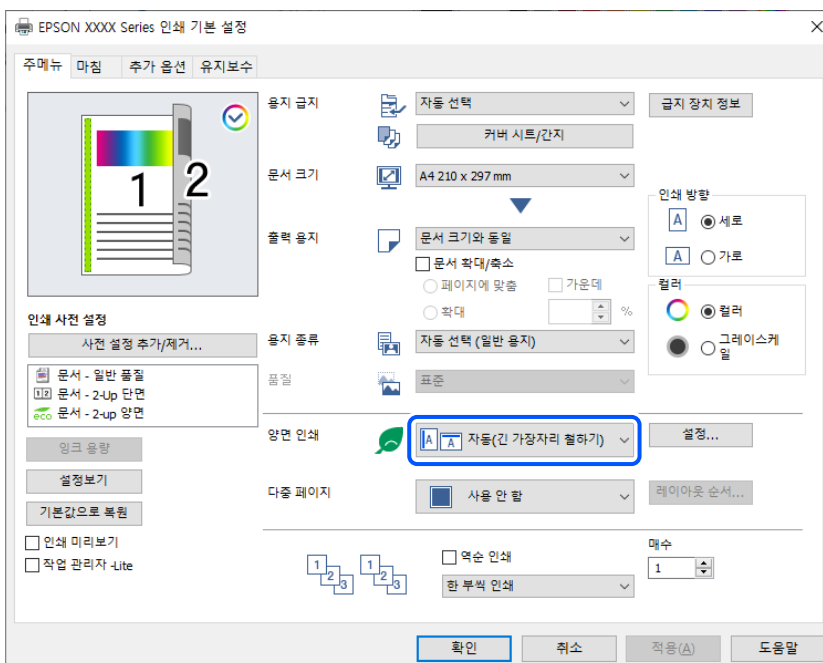 EPSON XXXX Series 인쇄 기본 설정
주메뉴 마침 추가 옵션 유지보수
1 2
인쇄 사전 설정
사전 설정 추가/제거...
문서 - 일반 품질
12 문서 - 2-Up 단면
eco 문서 - 2-up 양면
잉크 용량
설정보기
기본값으로 복원
인쇄 미리보기
작업 관리자 -Lite
용지 급지 자동 선택 급지 장치 정보
커버 시트/간지
문서 크기 A4 210 x 297 mm
출력 용지 문서 크기와 동일
문서 확대/축소
페이지에 맞춤 가운데
확대 %
용지 종류 자동 선택 (일반 용지)
품질 표준
인쇄 방향
A 세로
A 가로
컬러
컬러
그레이스케
일
양면 인쇄 A A 자동(긴 가장자리 철하기) 설정...
다중 페이지 사용 안 함 레이아웃 순서...
1 2 3 1 2 3
역순 인쇄
한 부씩 인쇄
매수
1
확인 취소 적용(A) 도움말